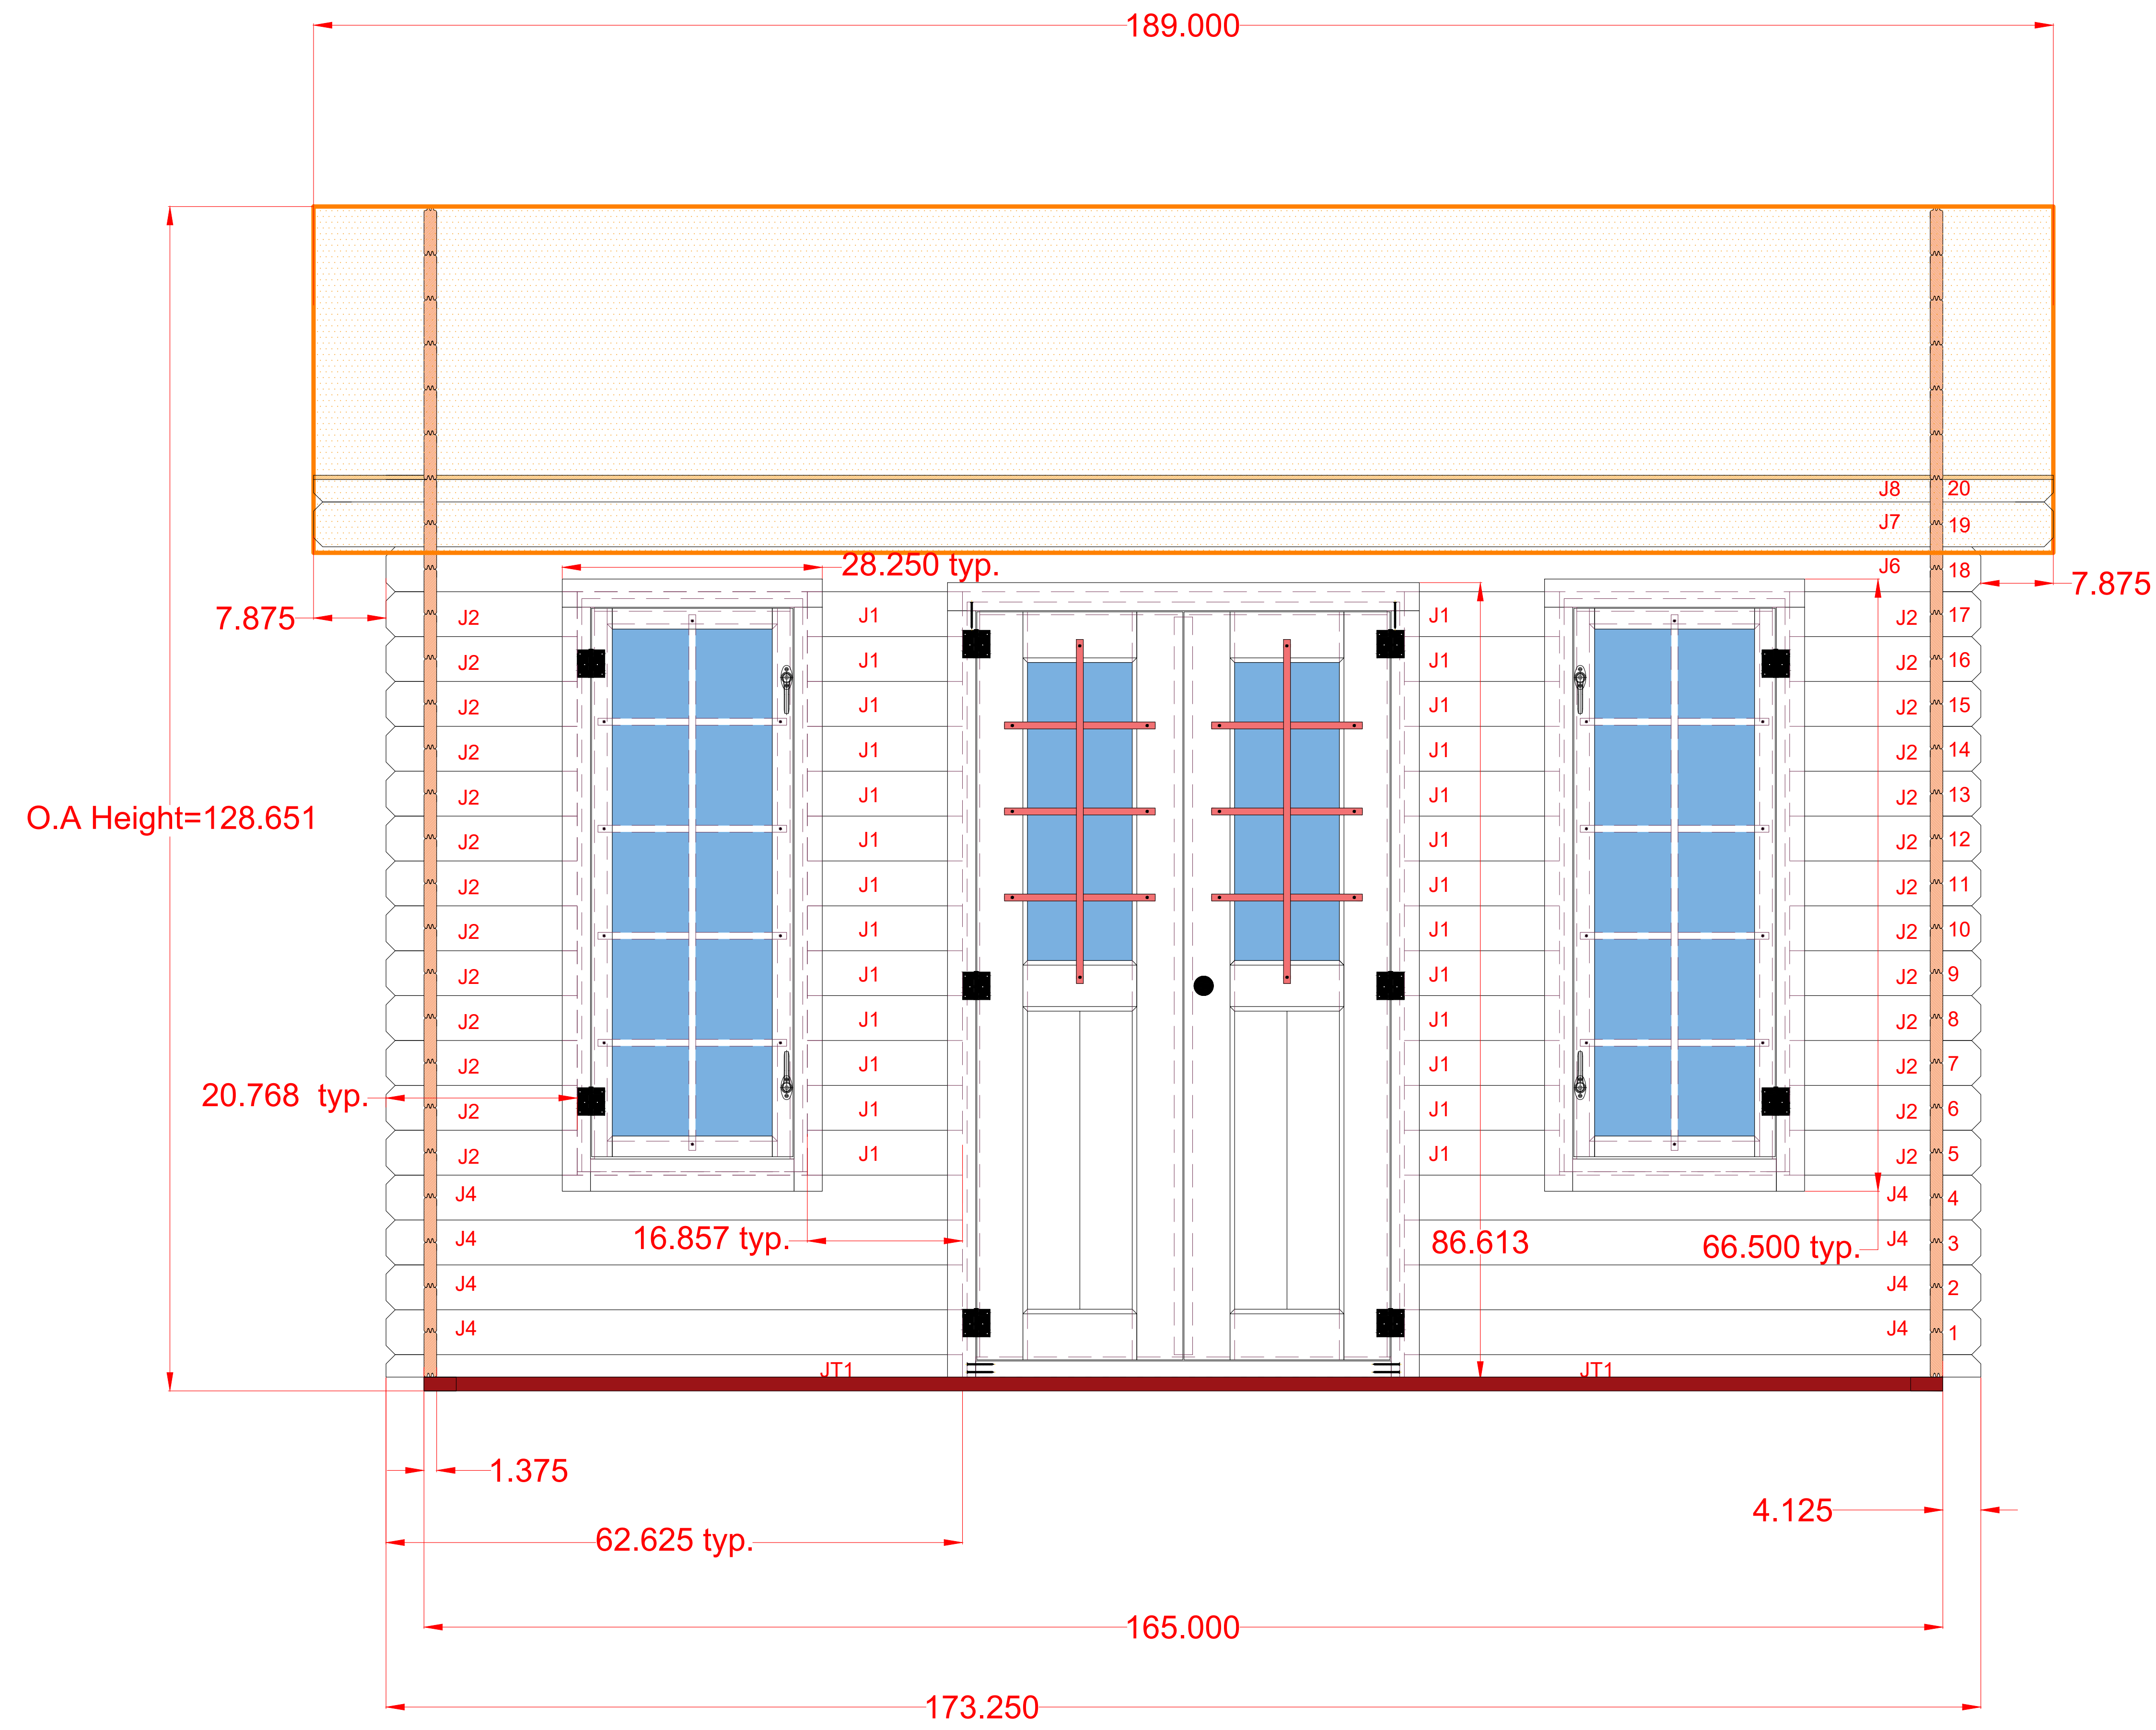 189.000
J8 20
J7 19
28.250 typ. J6 18
7.875 7.875
J2 J1 J1 J2 17
J2 J1 J1 J2 16
J2 J1 J1 J2 15
J2 J1 J1 J2 14
J2 J1 J1 J2 13
O.A Height=128.651
J2 J1 J1 J2 12
J2 J1 J1 J2 11
J2 J1 J1 J2 10
J2 J1 J1 J2 9
J2 J1 J1 J2 8
J2 J1 J1 J2 7
20.768 typ.
J2 J1 J1 J2 6
J2 J1 J1 J2 5
J4 J4 4
J4 16.857 typ. 86.613 66.500 typ. J4 3
J4 J4 2
J4 J4 1
JT1 JT1
1.375
4.125
62.625 typ.
165.000
173.250